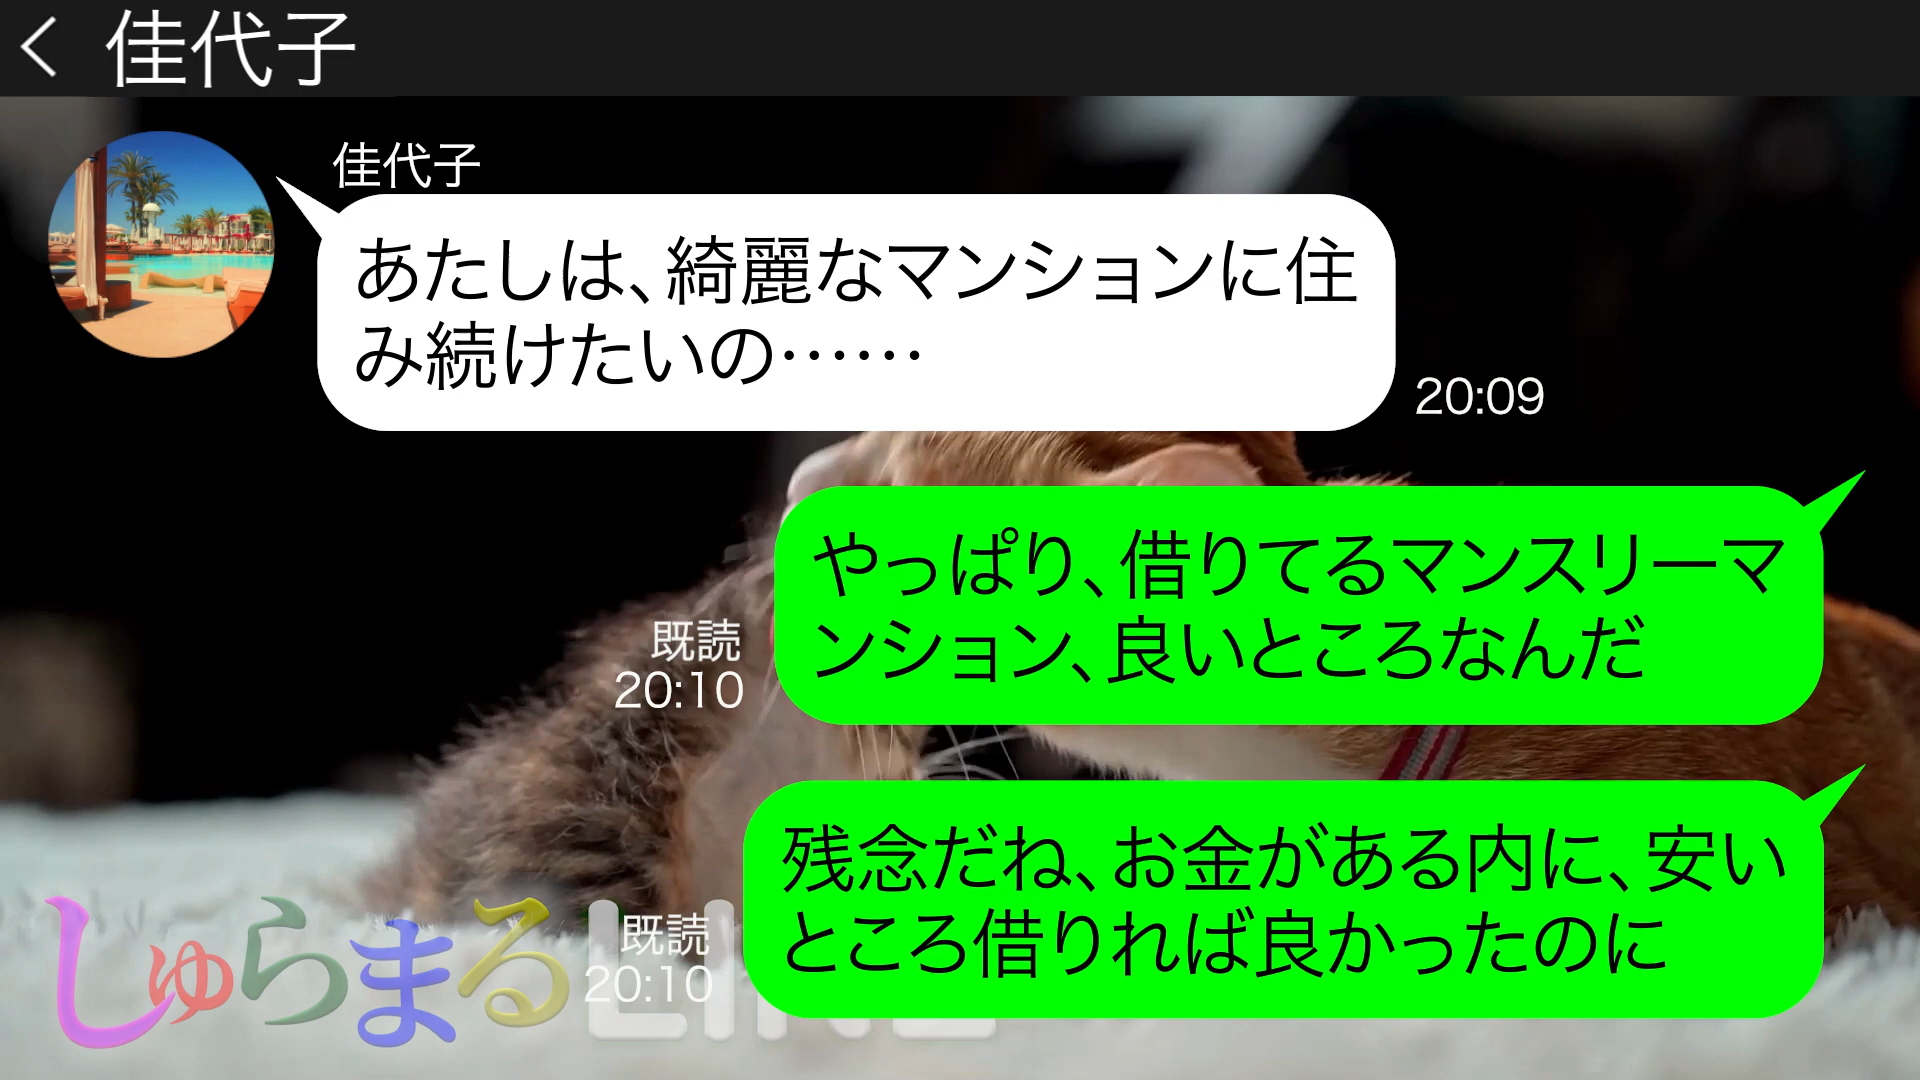 佳代子
佳代子
あたしは、綺麗なマンションに住
み続けたいの……
20:09
やっぱり、借りてるマンスリーマ
ンション、良いところなんだ
既読
20:10
残念だね、お金がある内に、安い
ところ借りれば良かったのに
既読
20:10
しゅらまる